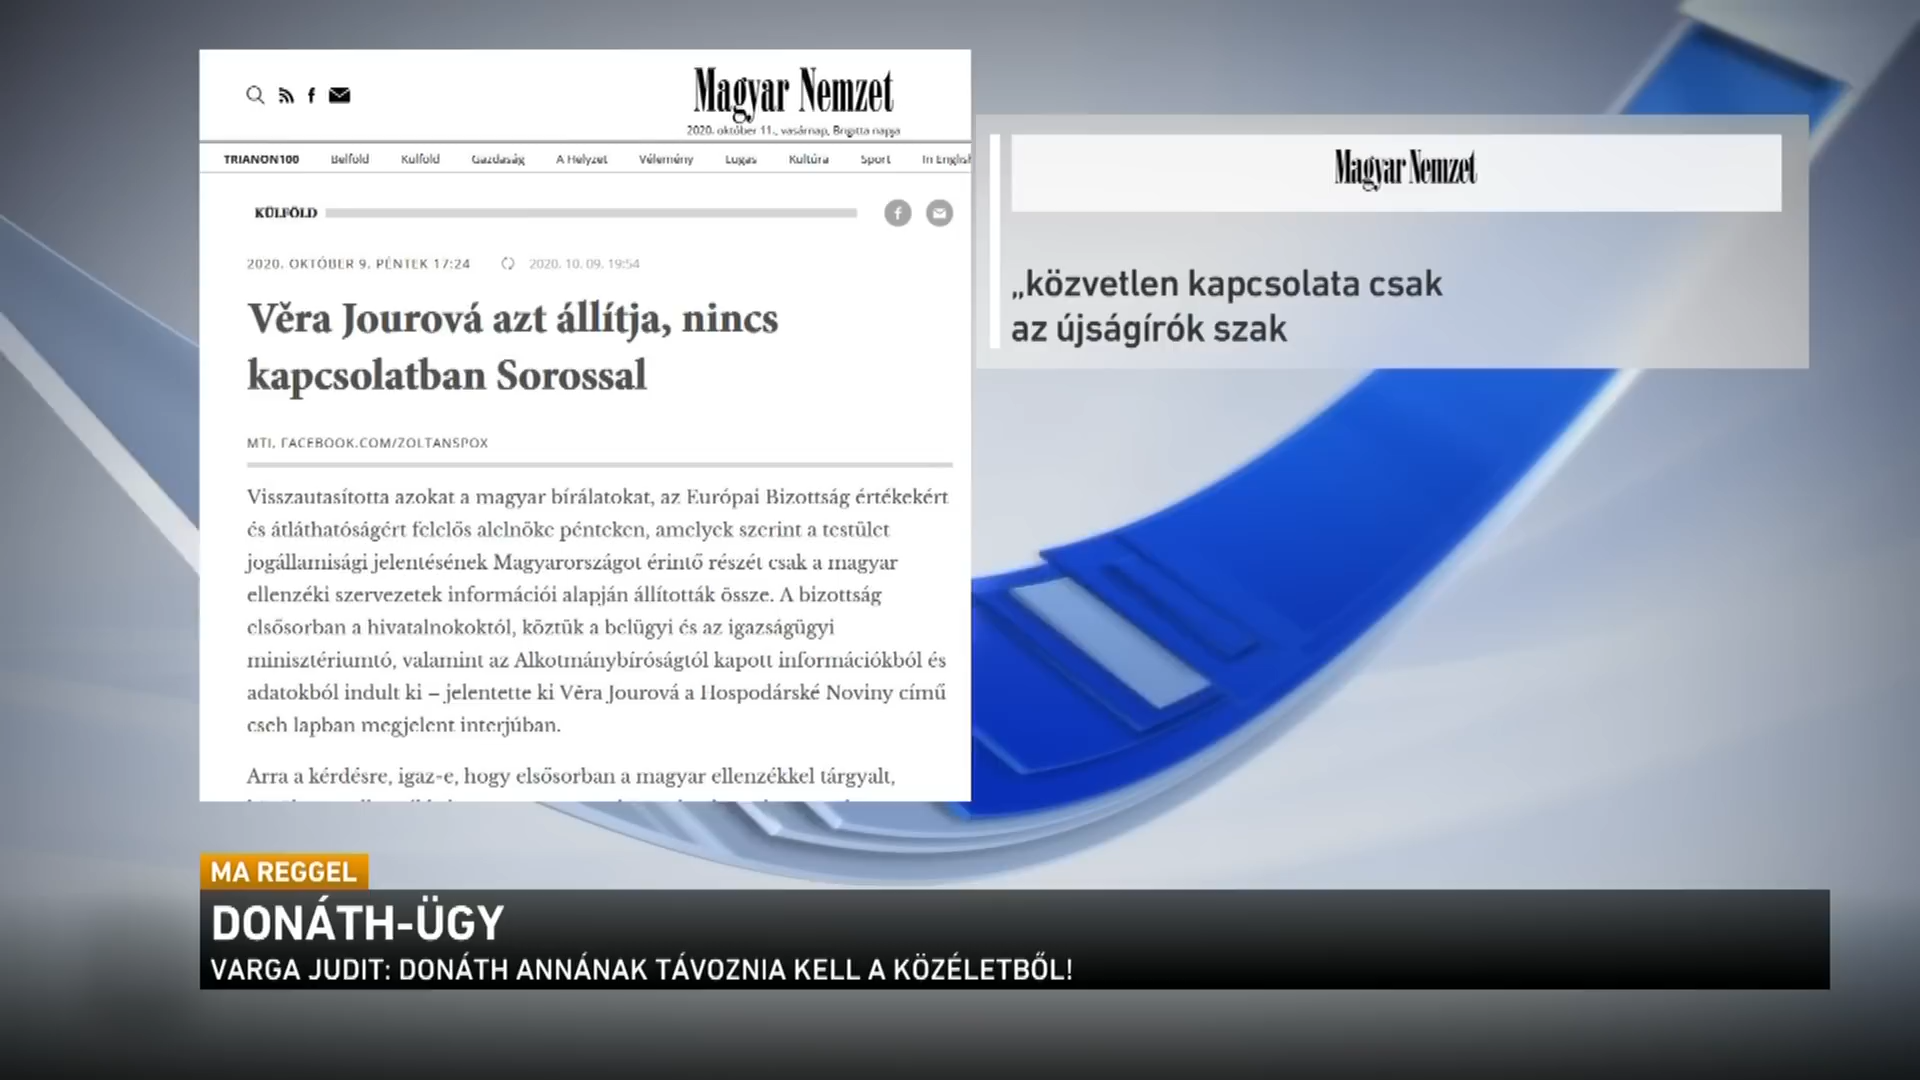 Magyar Nemzet
2020. október 11., vasárnap, Brigitta napja
TRIANON100 Belföld Külföld Gazdaság A Helyzet Vélemény Lugas Kultúra Sport In English
KÜLFÖLD
2020. OKTÓBER 9. PÉNTEK 17:24 2020. 10. 09. 19:54
Věra Jourová azt állítja, nincs
kapcsolatban Sorossal
MTI, FACEBOOK.COM/ZOLTANSPOX
Visszautasította azokat a magyar bírálatokat, az Európai Bizottság értékekért
és átláthatóságért felelős alelnöke pénteken, amelyek szerint a testület
jogállamisági jelentésének Magyarországot érintő részét csak a magyar
ellenzéki szervezetek információi alapján állították össze. A bizottság
elsősorban a hivatalnokoktól, köztük a belügyi és az igazságügyi
minisztériumtó, valamint az Alkotmánybíróságtól kapott információkból és
adatokból indult ki – jelentette ki Věra Jourová a Hospodárské Noviny című
cseh lapban megjelent interjúban.
Arra a kérdésre, igaz-e, hogy elsősorban a magyar ellenzékkel tárgyalt,
Magyar Nemzet
„közvetlen kapcsolata csak
az újságírók szak
MA REGGEL
DONÁTH-ÜGY
VARGA JUDIT: DONÁTH ANNÁNAK TÁVOZNIA KELL A KÖZÉLETBŐL!